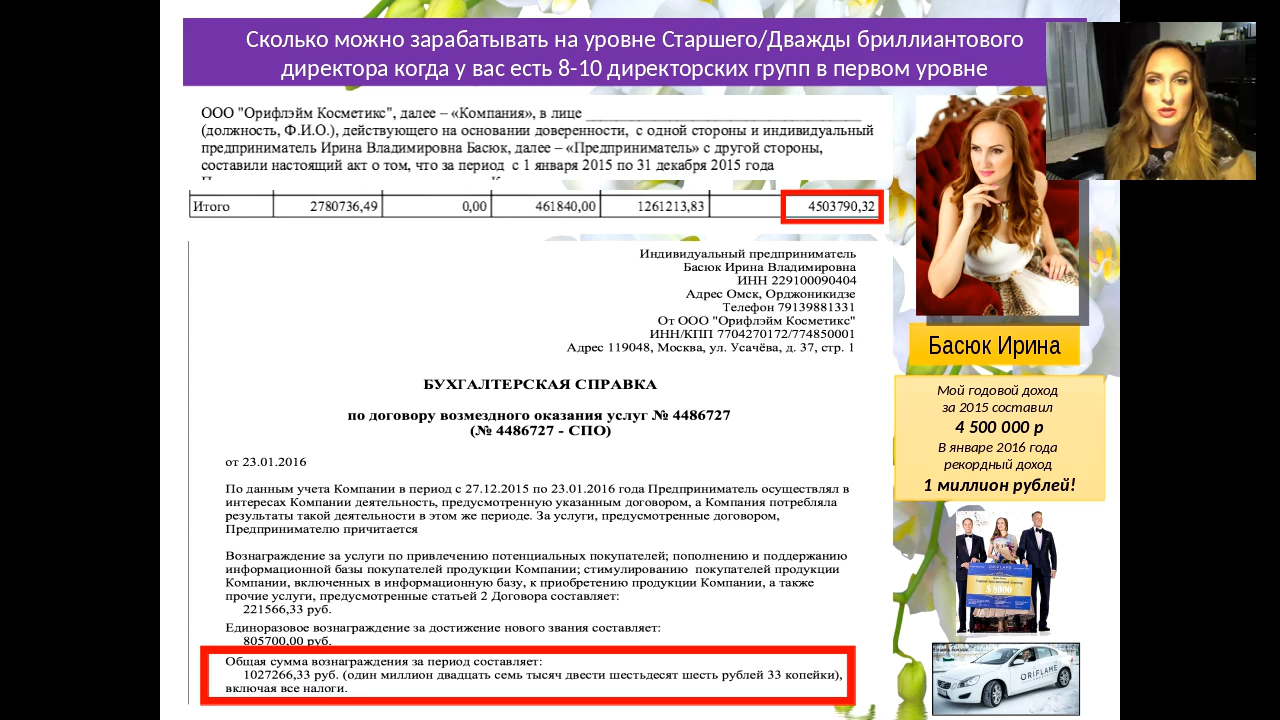 Сколько можно зарабатывать на уровне Старшего/Дважды бриллиантового
директора когда у вас есть 8-10 директорских групп в первом уровне
ООО "Орифлэйм Косметикс", далее – «Компания», в лице
(должность, Ф.И.О.), действующего на основании доверенности, с одной стороны и индивидуальный
предприниматель Ирина Владимировна Басюк, далее – «Предприниматель» с другой стороны,
составили настоящий акт о том, что за период с 1 января 2015 по 31 декабря 2015 года
Итого 2780736,49 0,00 461840,00 1261213,83 4503790,32
Индивидуальный предприниматель
Басюк Ирина Владимировна
ИНН 229100090404
Адрес Омск, Орджоникидзе
Телефон 79139881331
От ООО "Орифлэйм Косметикс"
ИНН/КПП 7704270172/774850001
Адрес 119048, Москва, ул. Усачёва, д. 37, стр. 1
БУХГАЛТЕРСКАЯ СПРАВКА
по договору возмездного оказания услуг № 4486727
(№ 4486727 - СПО)
от 23.01.2016
По данным учета Компании в период с 27.12.2015 по 23.01.2016 года Предприниматель осуществлял в
интересах Компании деятельность, предусмотренную указанным договором, а Компания потребляла
результаты такой деятельности в этом же периоде. За услуги, предусмотренные договором,
Предпринимателю причитается
Вознаграждение за услуги по привлечению потенциальных покупателей; пополнению и поддержанию
информационной базы покупателей продукции Компании; стимулированию покупателей продукции
Компании, включенных в информационную базу, к приобретению продукции Компании, а также
прочие услуги, предусмотренные статьей 2 Договора составляет:
221566,33 руб.
Единоразовое вознаграждение за достижение нового звания составляет:
805700,00 руб.
Общая сумма вознаграждения за период составляет:
1027266,33 руб. (один миллион двадцать семь тысяч двести шестьдесят шесть рублей 33 копейки),
включая все налоги.
Басюк Ирина
Мой годовой доход
за 2015 составил
4 500 000 р
В январе 2016 года
рекордный доход
1 миллион рублей!
ORIFLAME
$8000
ORIFLAME